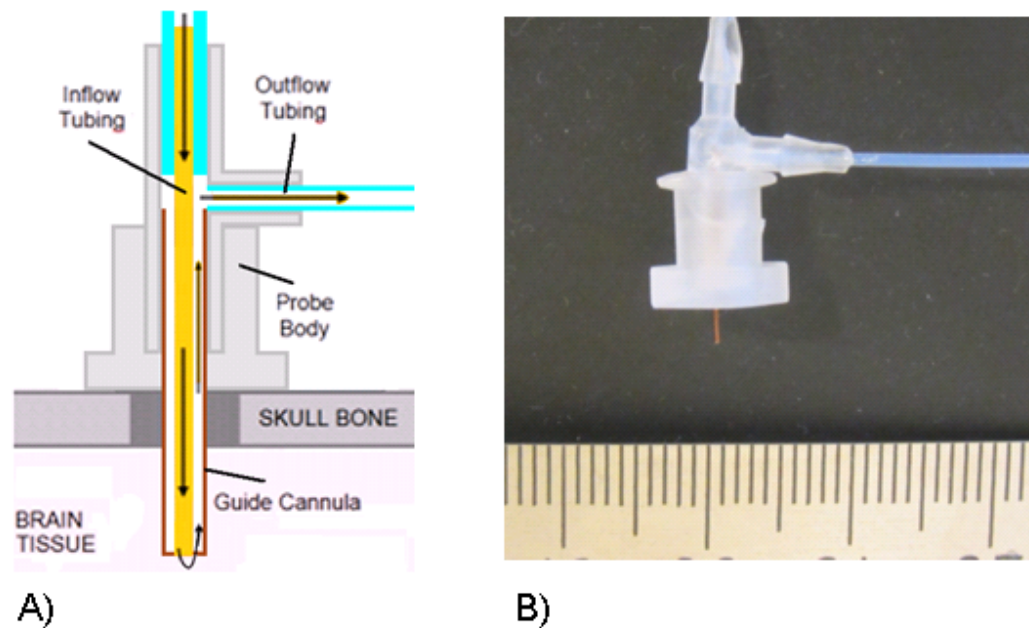 Inflow
Tubing
Outflow
Tubing
Probe
Body
SKULL BONE
Guide Cannula
BRAIN
TISSUE
A)
B)